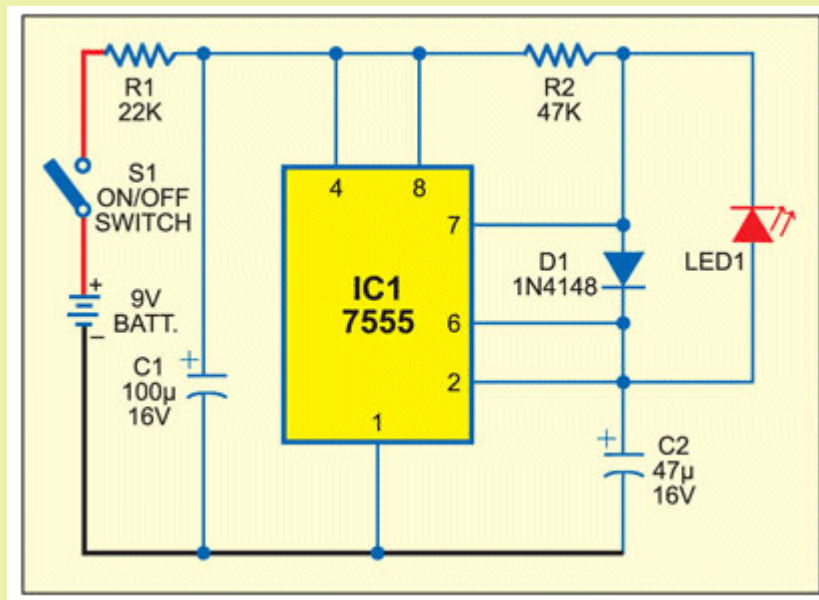 R1
22K
R2
47K
S1
ON/OFF
SWITCH
4
8
7
D1
1N4148
LED1
+
9V
BATT.
–
IC1
7555
6
+
C1
100µ
16V
2
1
+
C2
47µ
16V